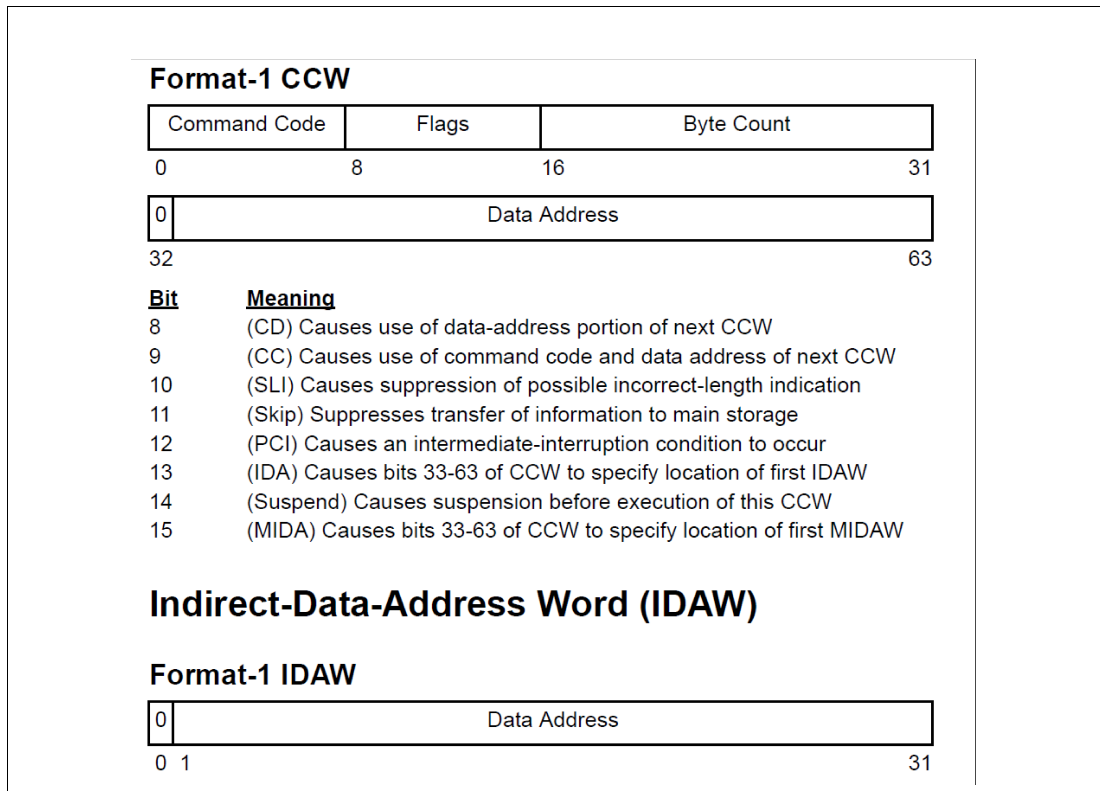 Format-1 CCW
Command Code Flags Byte Count
0 8 16 31
0 Data Address
32 63
Bit Meaning
8 (CD) Causes use of data-address portion of next CCW
9 (CC) Causes use of command code and data address of next CCW
10 (SLI) Causes suppression of possible incorrect-length indication
11 (Skip) Suppresses transfer of information to main storage
12 (PCI) Causes an intermediate-interruption condition to occur
13 (IDA) Causes bits 33-63 of CCW to specify location of first IDAW
14 (Suspend) Causes suspension before execution of this CCW
15 (MIDA) Causes bits 33-63 of CCW to specify location of first MIDAW
Indirect-Data-Address Word (IDAW)
Format-1 IDAW
0 Data Address
0 1 31